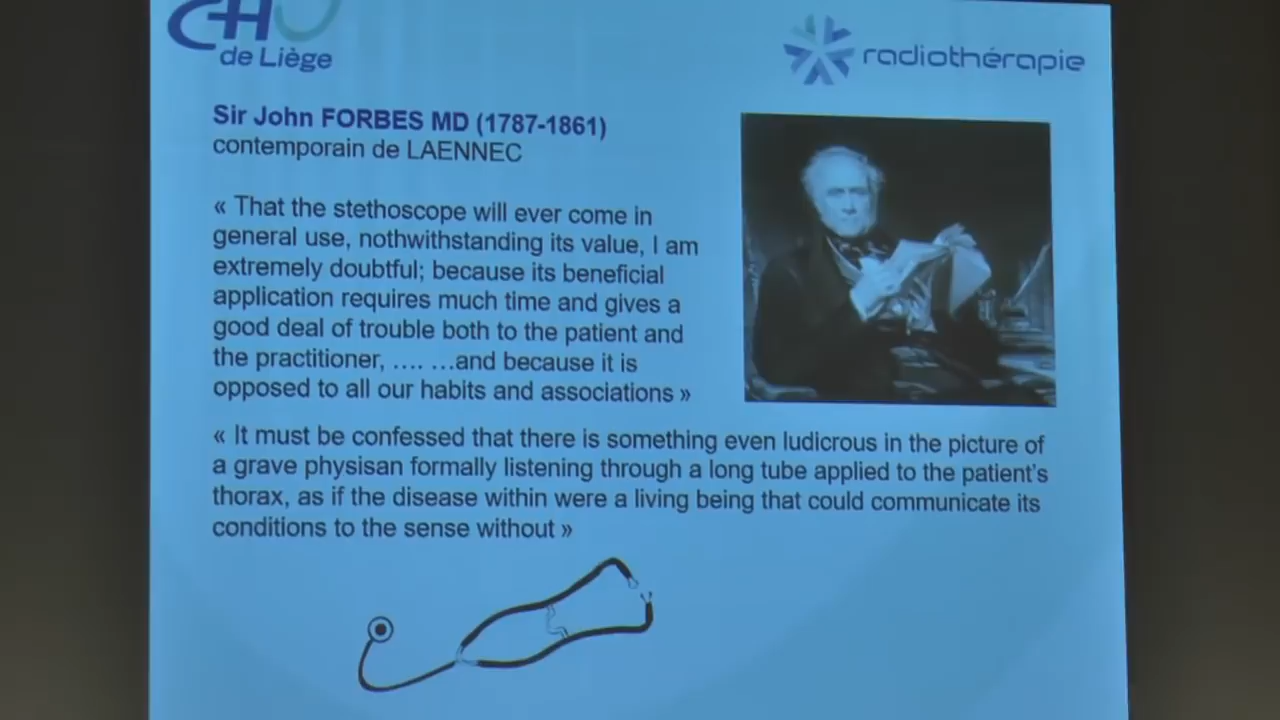 CHU
de Liège
radiothérapie
Sir John FORBES MD (1787-1861)
contemporain de LAENNEC
« That the stethoscope will ever come in
general use, nothwithstanding its value, I am
extremely doubtful; because its beneficial
application requires much time and gives a
good deal of trouble both to the patient and
the practitioner, .... ...and because it is
opposed to all our habits and associations »
« It must be confessed that there is something even ludicrous in the picture of
a grave physisan formally listening through a long tube applied to the patient's
thorax, as if the disease within were a living being that could communicate its
conditions to the sense without »